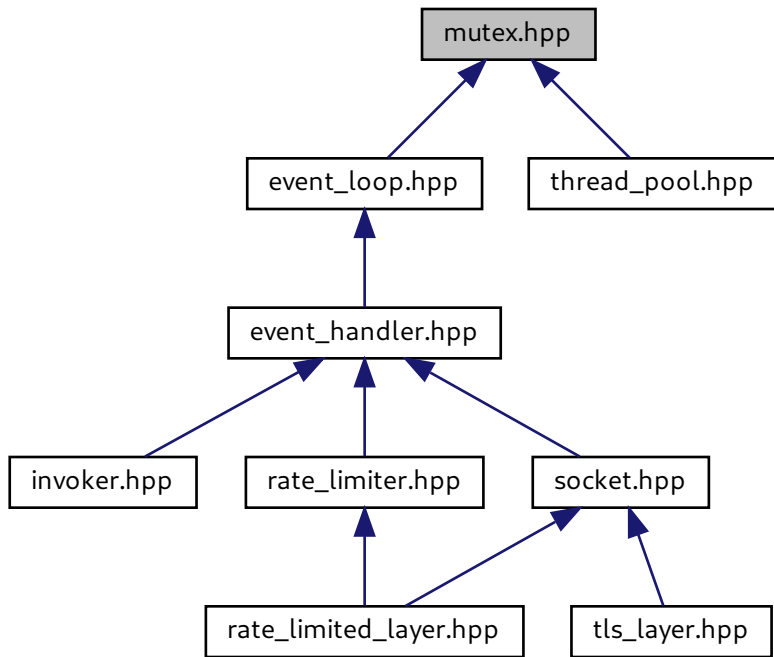 mutex.hpp
event_loop.hpp
thread_pool.hpp
event_handler.hpp
invoker.hpp
rate_limiter.hpp
socket.hpp
rate_limited_layer.hpp
tls_layer.hpp